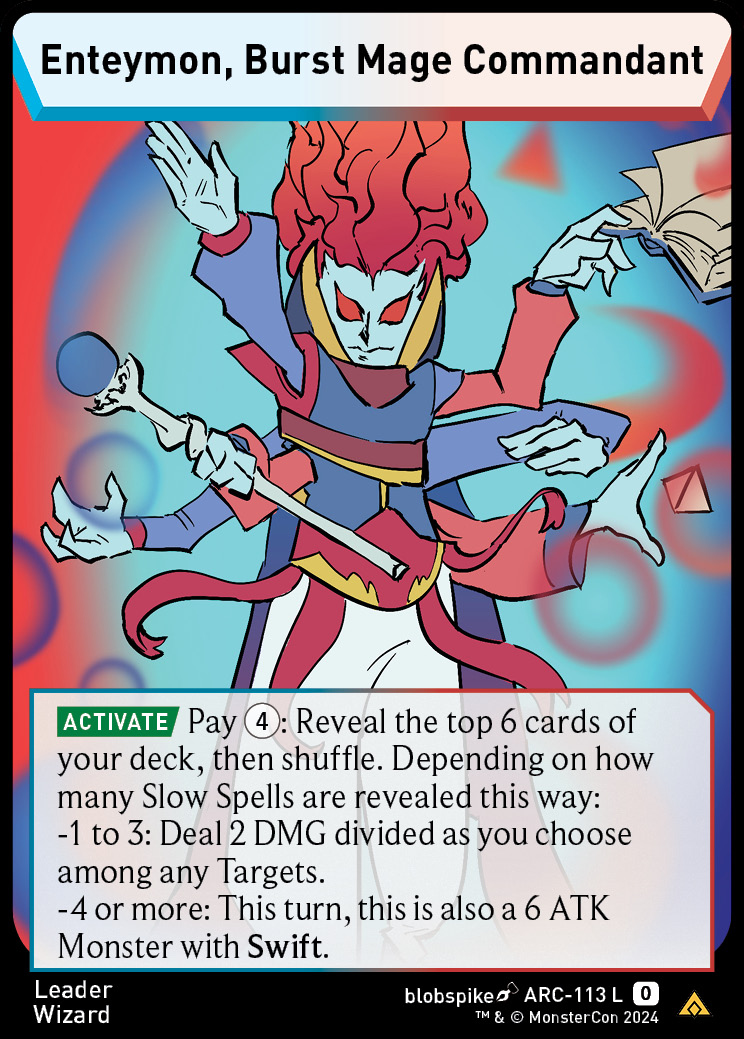 Enteymon, Burst Mage Commandant
ACTIVATE Pay 4: Reveal the top 6 cards of
your deck, then shuffle. Depending on how
many Slow Spells are revealed this way:
-1 to 3: Deal 2 DMG divided as you choose
among any Targets.
-4 or more: This turn, this is also a 6 ATK
Monster with Swift.
Leader
Wizard
blobspike ARC-113 L 0
™ & © MonsterCon 2024